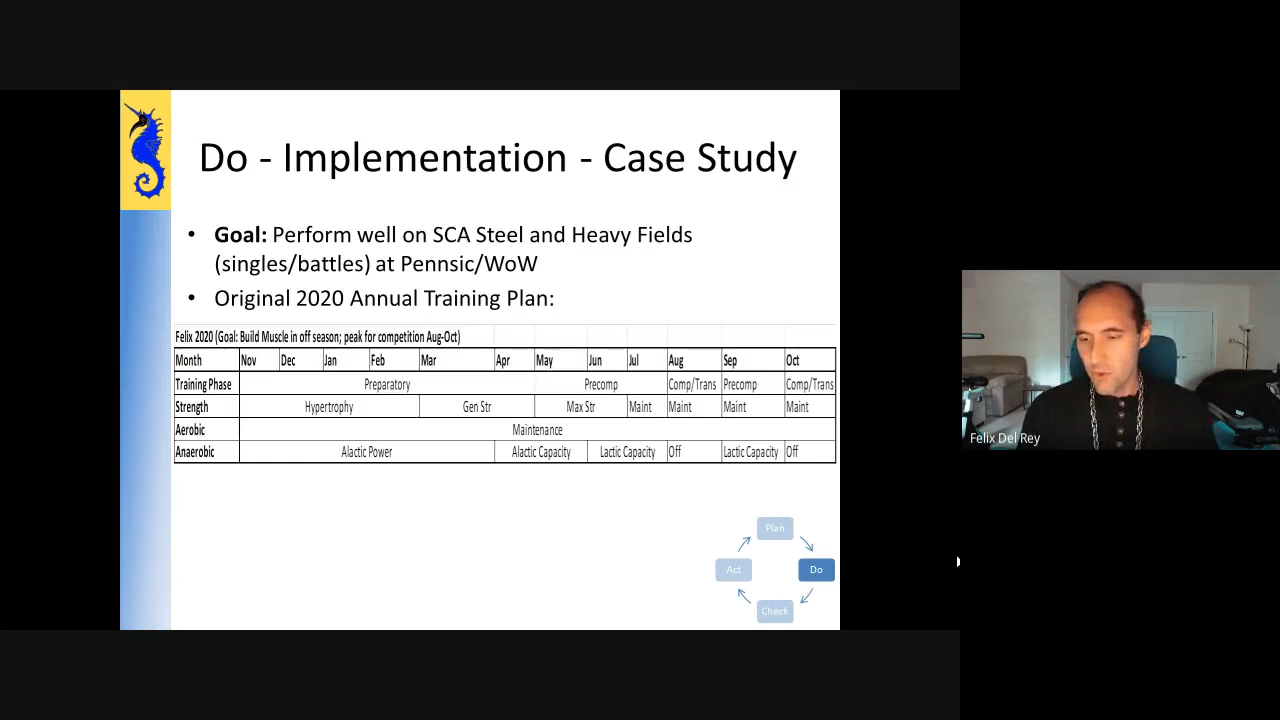 Do - Implementation - Case Study
• Goal: Perform well on SCA Steel and Heavy Fields
(singles/battles) at Pennsic/WoW
• Original 2020 Annual Training Plan:
Felix 2020 (Goal: Build Muscle in off season; peak for competition Aug-Oct)
Month Nov Dec Jan Feb Mar Apr May Jun Jul Aug Sep Oct
Training Phase Preparatory Precomp Comp/Trans Precomp Comp/Trans
Strength Hypertrophy Gen Str Max Str Maint Maint Maint Maint
Aerobic Maintenance
Anaerobic Alactic Power Alactic Capacity Lactic Capacity Off Lactic Capacity Off
Plan
Act Do
Check
Felix Del Rey